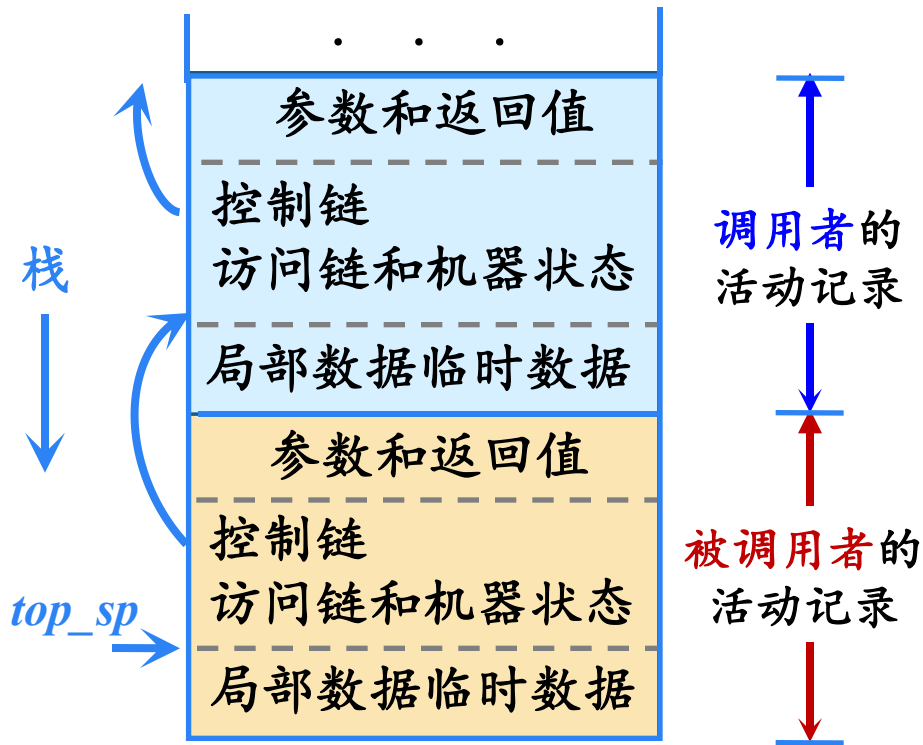 · · ·
参数和返回值
控制链
访问链和机器状态
局部数据临时数据
参数和返回值
控制链
访问链和机器状态
局部数据临时数据
栈
top_sp
调用者的
活动记录
被调用者的
活动记录